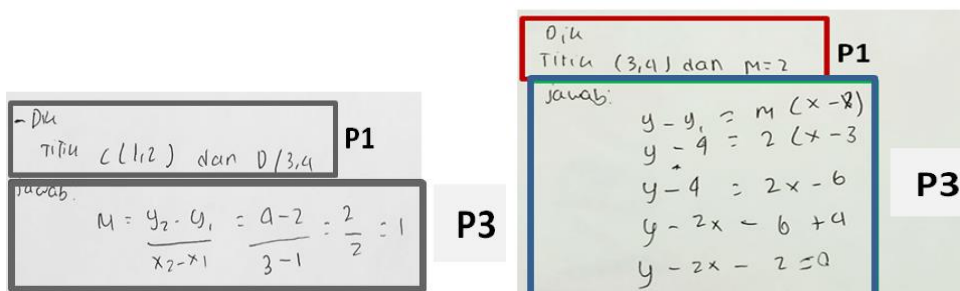 - Dik
Titik C(1,2) dan D(3,4
P1
Jawab.
M = y₂ - y₁ / x₂ - x₁ = 4 - 2 / 3 - 1 = 2 / 2 = 1
P3
Dik
Titik (3,4) dan M = 2
P1
Jawab:
y - y₁ = m (x -
y - 4 = 2 (x - 3
y - 4 = 2x - 6
y - 2x - 6 + 4
y - 2x - 2 = 0
P3